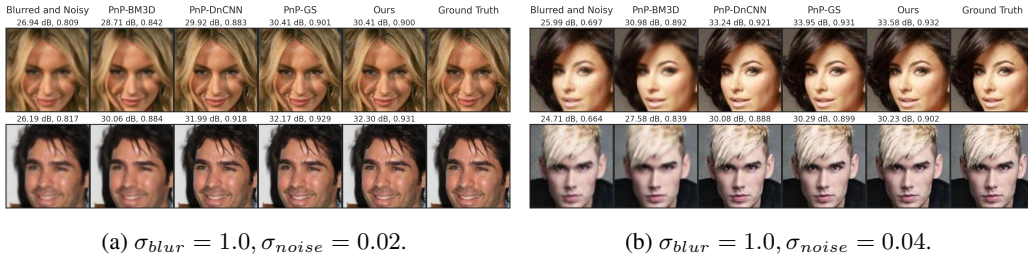 Blurred and Noisy PnP-BM3D PnP-DnCNN PnP-GS Ours Ground Truth
26.94 dB, 0.809 28.71 dB, 0.842 29.92 dB, 0.883 30.41 dB, 0.901 30.41 dB, 0.900
26.19 dB, 0.817 30.06 dB, 0.884 31.99 dB, 0.918 32.17 dB, 0.929 32.30 dB, 0.931
(a) σ_blur = 1.0, σ_noise = 0.02.
Blurred and Noisy PnP-BM3D PnP-DnCNN PnP-GS Ours Ground Truth
25.99 dB, 0.697 30.98 dB, 0.892 33.24 dB, 0.921 33.95 dB, 0.931 33.58 dB, 0.932
24.71 dB, 0.664 27.58 dB, 0.839 30.08 dB, 0.888 30.29 dB, 0.899 30.23 dB, 0.902
(b) σ_blur = 1.0, σ_noise = 0.04.